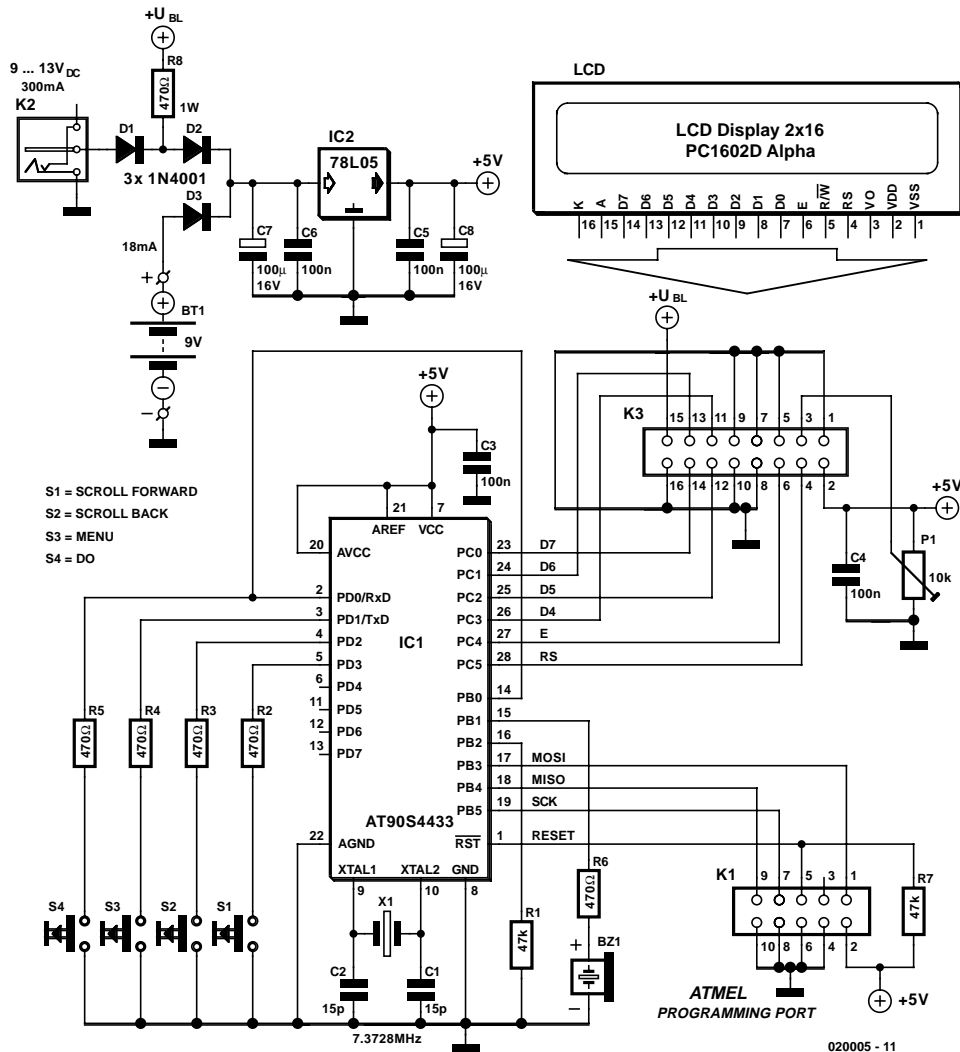 +U BL
R8
470Ω
1W
9 ... 13V DC
300mA
K2
D1
D2
3x 1N4001
D3
18mA
+
BT1
9V
–
IC2
78L05
+5V
C7
100µ
16V
C6
100n
C5
100n
C8
100µ
16V
LCD
LCD Display 2x16
PC1602D Alpha
K A D7 D6 D5 D4 D3 D2 D1 D0 E R/W RS VO VDD VSS
16 15 14 13 12 11 10 9 8 7 6 5 4 3 2 1
+U BL
K3
15 13 11 9 7 5 3 1
16 14 12 10 8 6 4 2
+5V
P1
10k
C4
100n
+5V
C3
100n
S1 = SCROLL FORWARD
S2 = SCROLL BACK
S3 = MENU
S4 = DO
21 7
AREF VCC
20 AVCC
2 PD0/RxD
3 PD1/TxD
4 PD2
5 PD3
6 PD4
11 PD5
12 PD6
13 PD7
22 AGND
IC1
AT90S4433
PC0 23 D7
PC1 24 D6
PC2 25 D5
PC3 26 D4
PC4 27 E
PC5 28 RS
PB0 14
PB1 15
PB2 16
PB3 17 MOSI
PB4 18 MISO
PB5 19 SCK
RST 1 RESET
XTAL1 XTAL2 GND
9 10 8
R5
470Ω
R4
470Ω
R3
470Ω
R2
470Ω
S4
S3
S2
S1
X1
C2
15p
C1
15p
7.3728MHz
R1
47k
R6
470Ω
+
BZ1
–
K1
9 7 5 3 1
10 8 6 4 2
R7
47k
+5V
ATMEL
PROGRAMMING PORT
020005 - 11